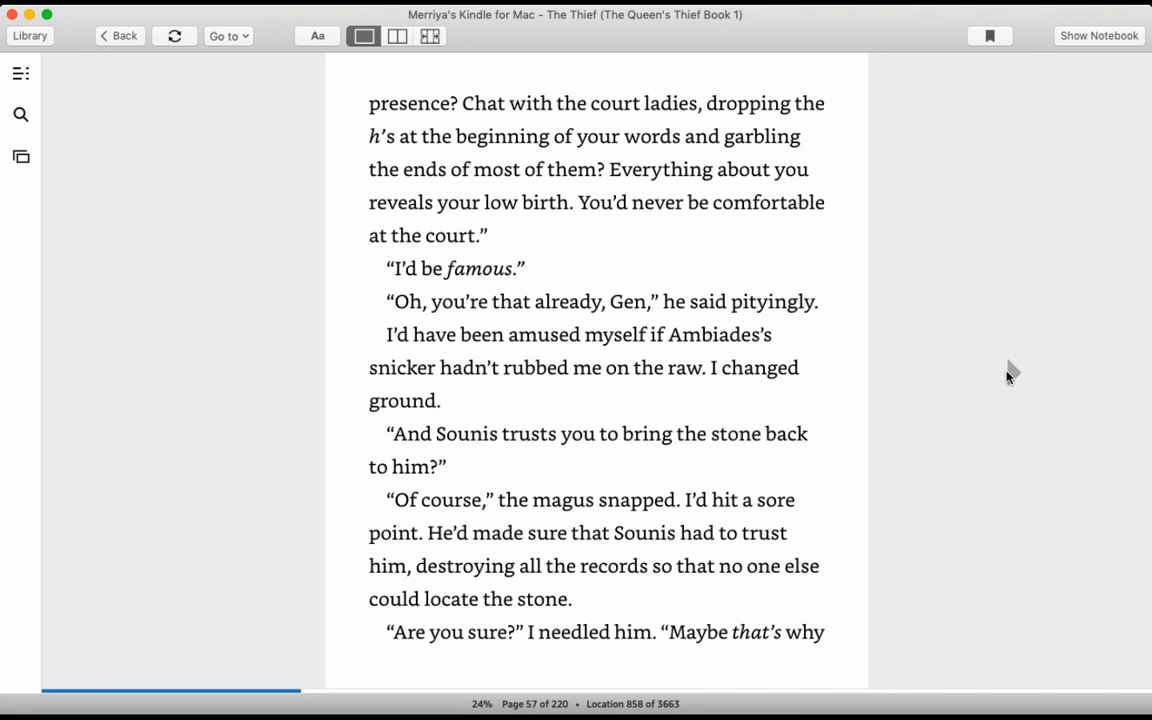 Merriya's Kindle for Mac - The Thief (The Queen's Thief Book 1)
Library
Back
Go to
Aa
Show Notebook
presence? Chat with the court ladies, dropping the
h’s at the beginning of your words and garbling
the ends of most of them? Everything about you
reveals your low birth. You’d never be comfortable
at the court.”
“I’d be famous.”
“Oh, you’re that already, Gen,” he said pityingly.
I’d have been amused myself if Ambiades’s
snicker hadn’t rubbed me on the raw. I changed
ground.
“And Sounis trusts you to bring the stone back
to him?”
“Of course,” the magus snapped. I’d hit a sore
point. He’d made sure that Sounis had to trust
him, destroying all the records so that no one else
could locate the stone.
“Are you sure?” I needled him. “Maybe that’s why
24% Page 57 of 220 • Location 858 of 3663